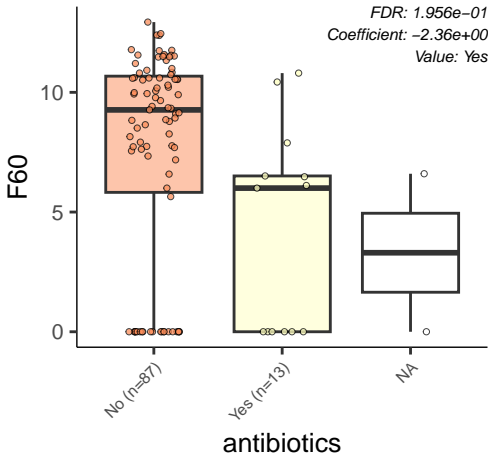 FDR: 1.956e−01
Coefficient: −2.36e+00
Value: Yes
F60
10
5
0
No (n=87)
Yes (n=13)
NA
antibiotics